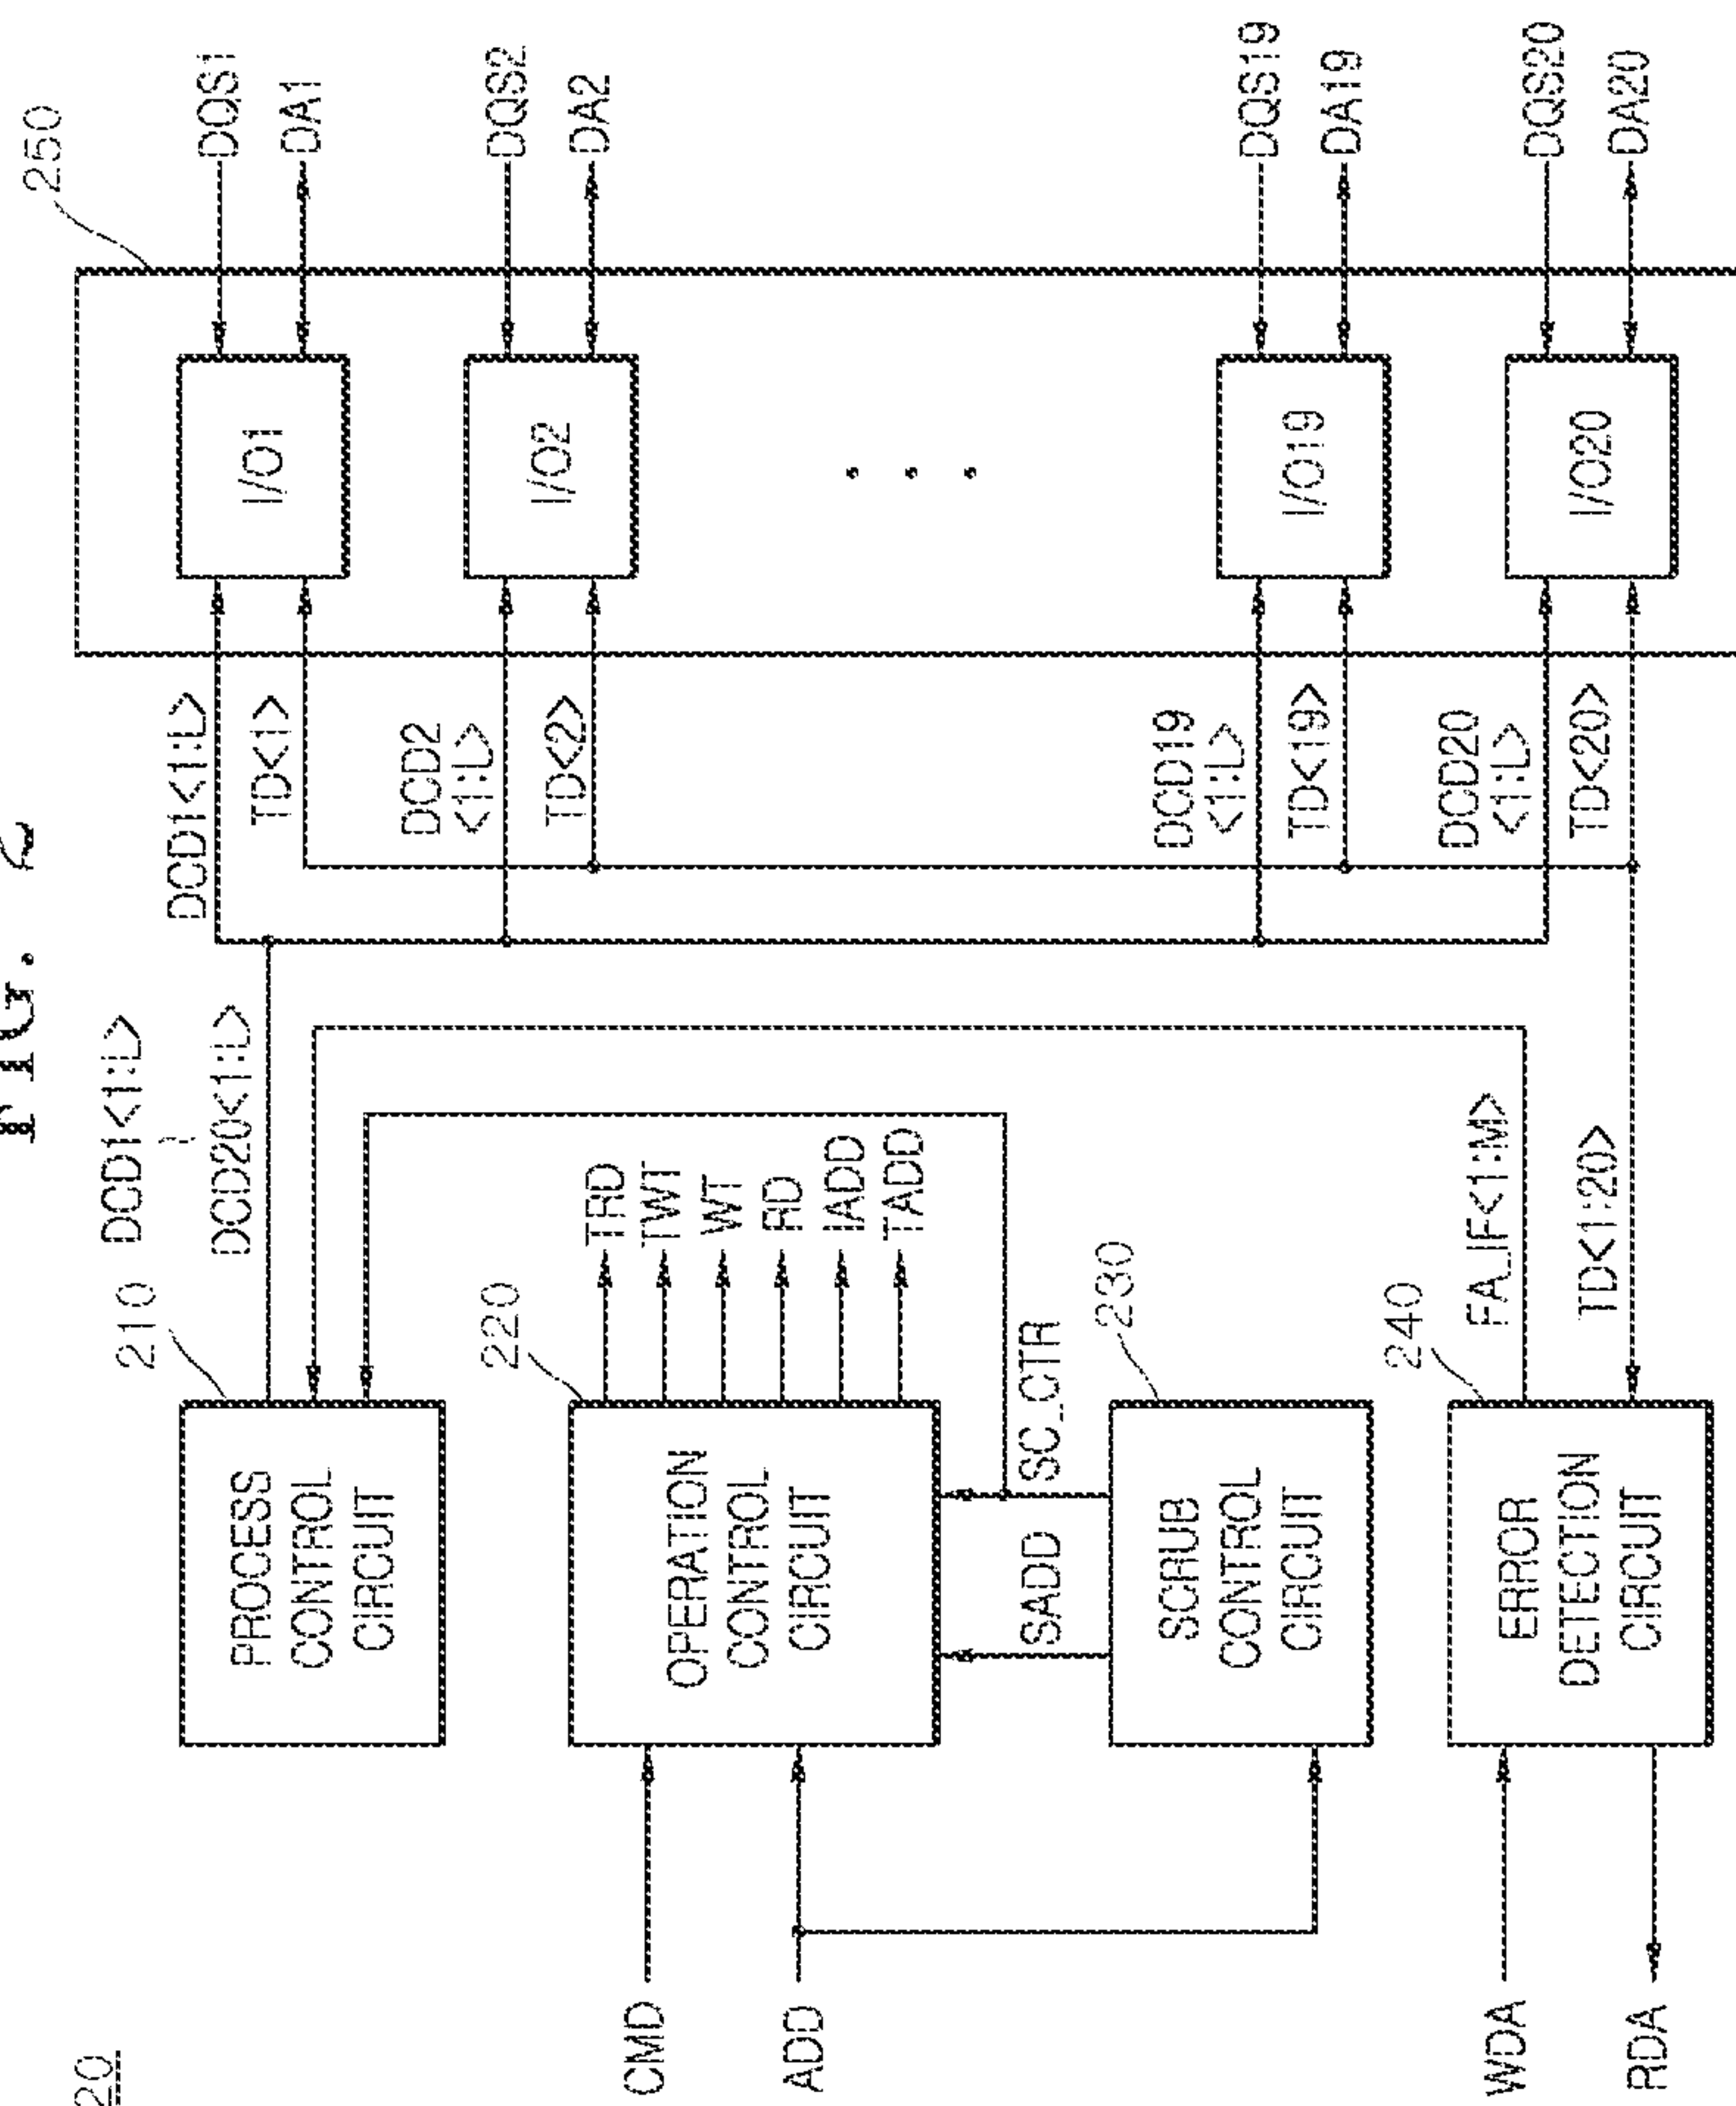 FIG. 2
20
250
DCD1<1:L>
DCD20<1:L>
210
PROCESS
CONTROL
CIRCUIT
DCD1<1:L>
TD<1>
I/O1
DQS1
DA1
DCD2
<1:L>
TD<2>
I/O2
DQS2
DA2
CMD
ADD
220
OPERATION
CONTROL
CIRCUIT
TRD
TWT
WT
RD
IADD
TADD
SADD
SC_CTR
230
SCRUB
CONTROL
CIRCUIT
DCD19
<1:L>
TD<19>
I/O19
DQS19
DA19
WDA
RDA
240
ERROR
DETECTION
CIRCUIT
FA_IF<1:M>
TD<1:20>
DCD20
<1:L>
TD<20>
I/O20
DQS20
DA20